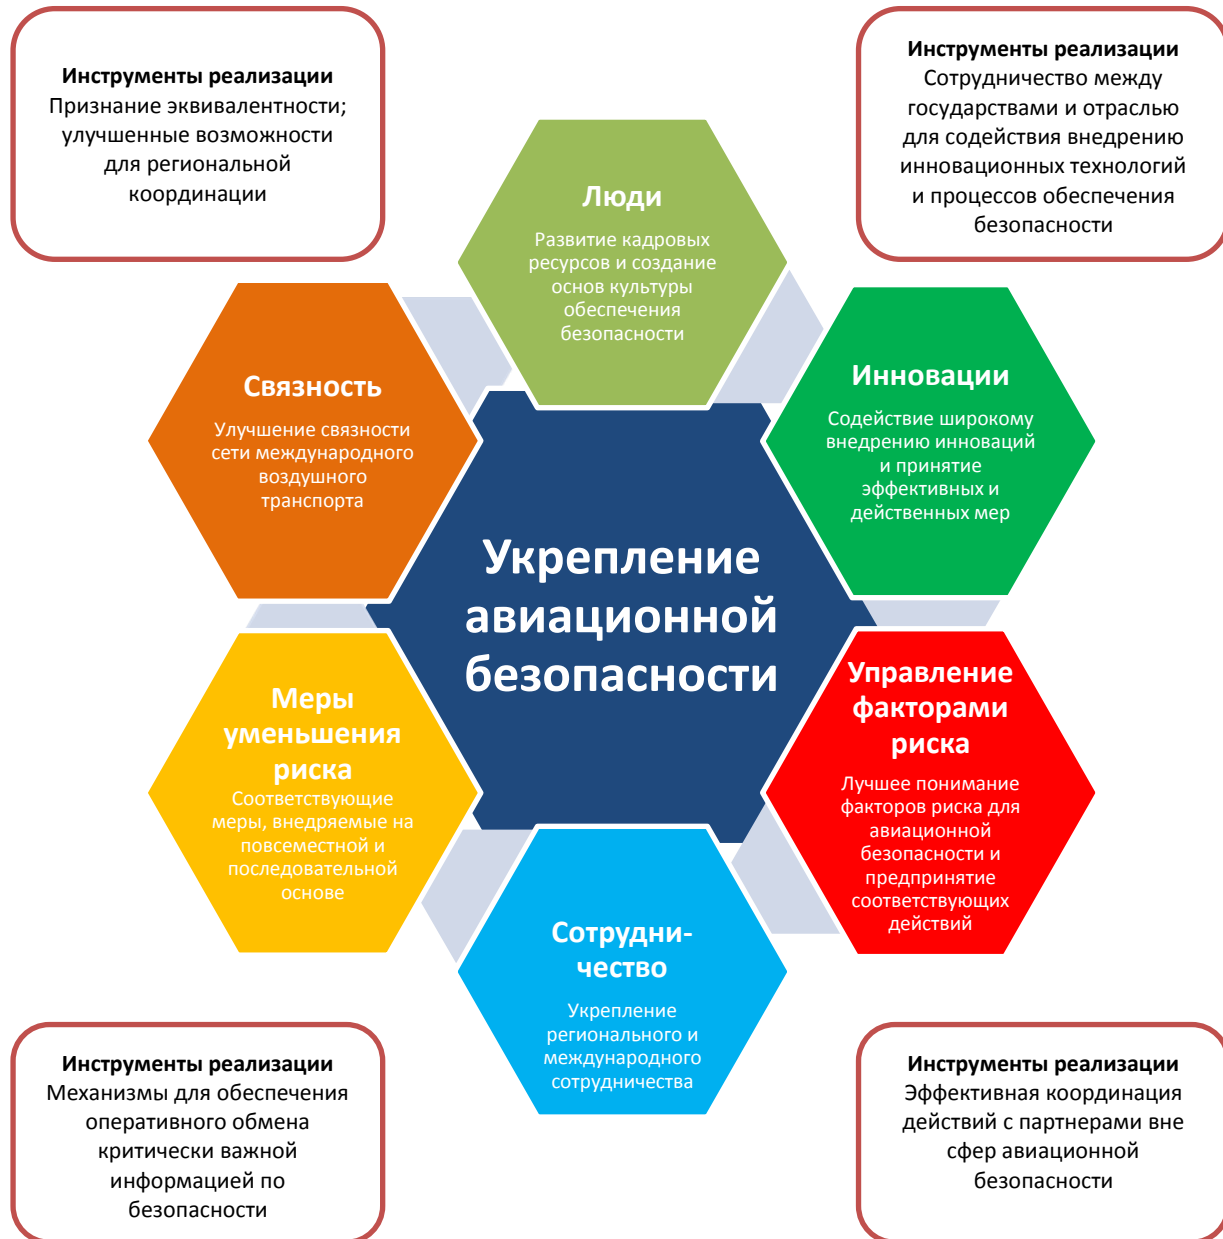 Инструменты реализации
Признание эквивалентности;
улучшенные возможности
для региональной
координации
Инструменты реализации
Сотрудничество между
государствами и отраслью
для содействия внедрению
инновационных технологий
и процессов обеспечения
безопасности
Люди
Развитие кадровых
ресурсов и создание
основ культуры
обеспечения
безопасности
Связность
Улучшение связности
сети международного
воздушного
транспорта
Инновации
Содействие широкому
внедрению инноваций
и принятие
эффективных и
действенных мер
Укрепление
авиационной
безопасности
Меры
уменьшения
риска
Соответствующие
меры, внедряемые на
повсеместной и
последовательной
основе
Управление
факторами
риска
Лучшее понимание
факторов риска для
авиационной
безопасности и
предпринятие
соответствующих
действий
Сотрудни-
чество
Укрепление
регионального и
международного
сотрудничества
Инструменты реализации
Механизмы для обеспечения
оперативного обмена
критически важной
информацией по
безопасности
Инструменты реализации
Эффективная координация
действий с партнерами вне
сфер авиационной
безопасности